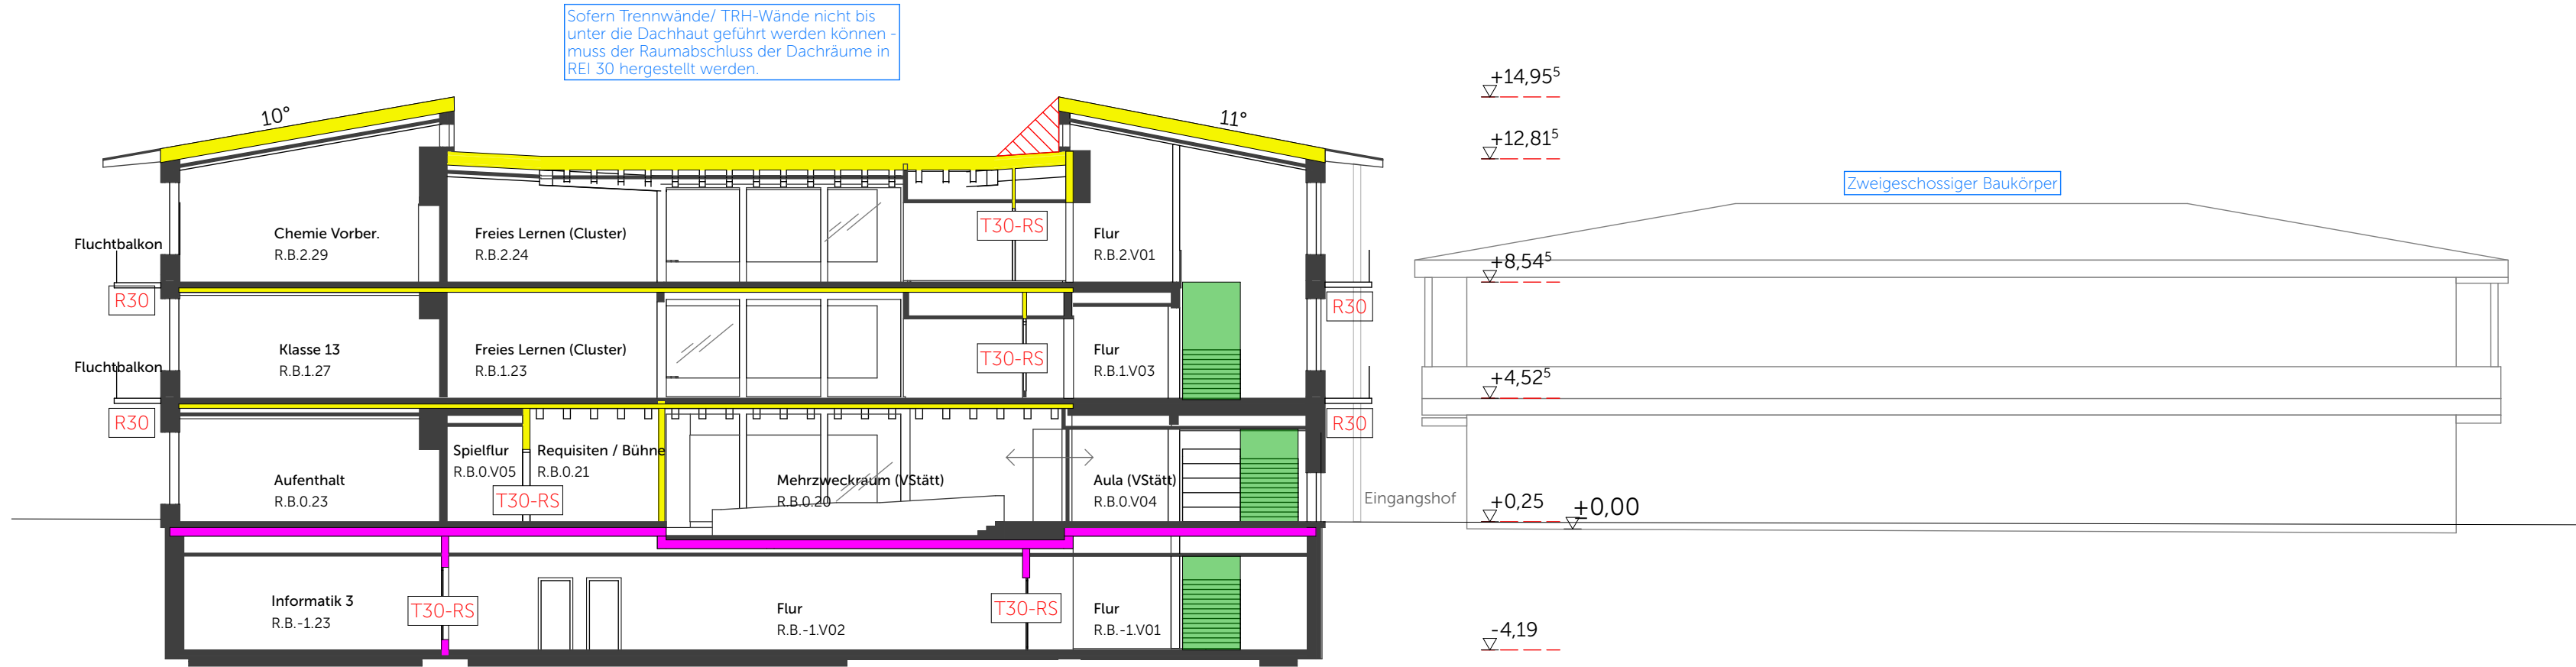 Sofern Trennwände/ TRH-Wände nicht bis
unter die Dachhaut geführt werden können -
muss der Raumabschluss der Dachräume in
REI 30 hergestellt werden.
+14,95⁵
10°
11°
+12,81⁵
Zweigeschossiger Baukörper
Fluchtbalkon
Chemie Vorber.
R.B.2.29
Freies Lernen (Cluster)
R.B.2.24
T30-RS
Flur
R.B.2.V01
+8,54⁵
R30
R30
Fluchtbalkon
Klasse 13
R.B.1.27
Freies Lernen (Cluster)
R.B.1.23
T30-RS
Flur
R.B.1.V03
+4,52⁵
R30
R30
Aufenthalt
R.B.0.23
Spielflur
R.B.0.V05
Requisiten / Bühne
R.B.0.21
T30-RS
Mehrzweckraum (VStätt)
R.B.0.20
Aula (VStätt)
R.B.0.V04
Eingangshof
+0,25
+0,00
Informatik 3
R.B.-1.23
T30-RS
Flur
R.B.-1.V02
T30-RS
Flur
R.B.-1.V01
-4,19